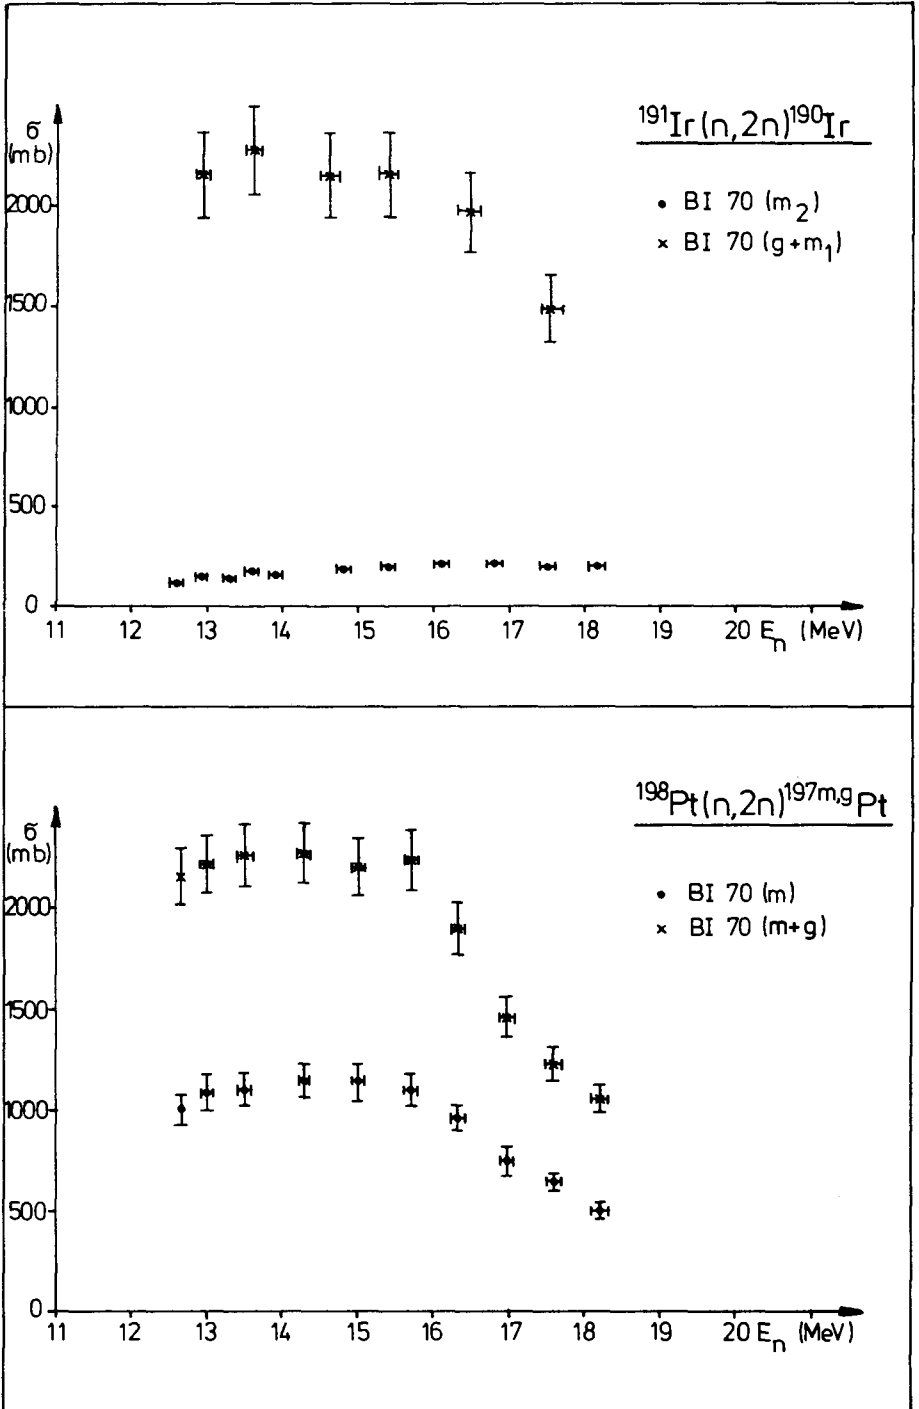 σ
(mb)
¹⁹¹Ir(n,2n)¹⁹⁰Ir
• BI 70 (m₂)
× BI 70 (g+m₁)
2000
1500
1000
500
0
11 12 13 14 15 16 17 18 19 20 Eₙ (MeV)
¹⁹⁸Pt(n,2n)¹⁹⁷ᵐ,ᵍPt
σ
(mb)
• BI 70 (m)
× BI 70 (m+g)
2000
1500
1000
500
0
11 12 13 14 15 16 17 18 19 20 Eₙ (MeV)